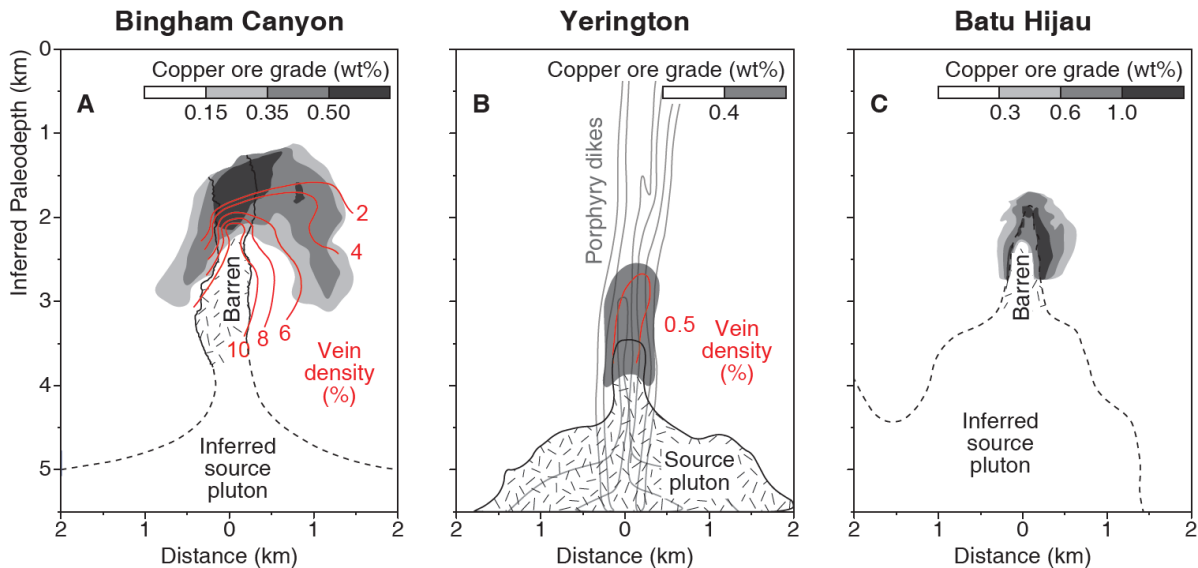 Bingham Canyon
Yerington
Batu Hijau
Inferred Paleodepth (km)
0
1
2
3
4
5
A
Copper ore grade (wt%)
0.15
0.35
0.50
2
4
6
8
10
Barren
Vein
density
(%)
Inferred
source
pluton
2
1
0
1
2
Distance (km)
B
Copper ore grade (wt%)
0.4
Porphyry dikes
0.5
Vein
density
(%)
Source
pluton
2
1
0
1
2
Distance (km)
C
Copper ore grade (wt%)
0.3
0.6
1.0
Barren
Inferred
source
pluton
2
1
0
1
2
Distance (km)